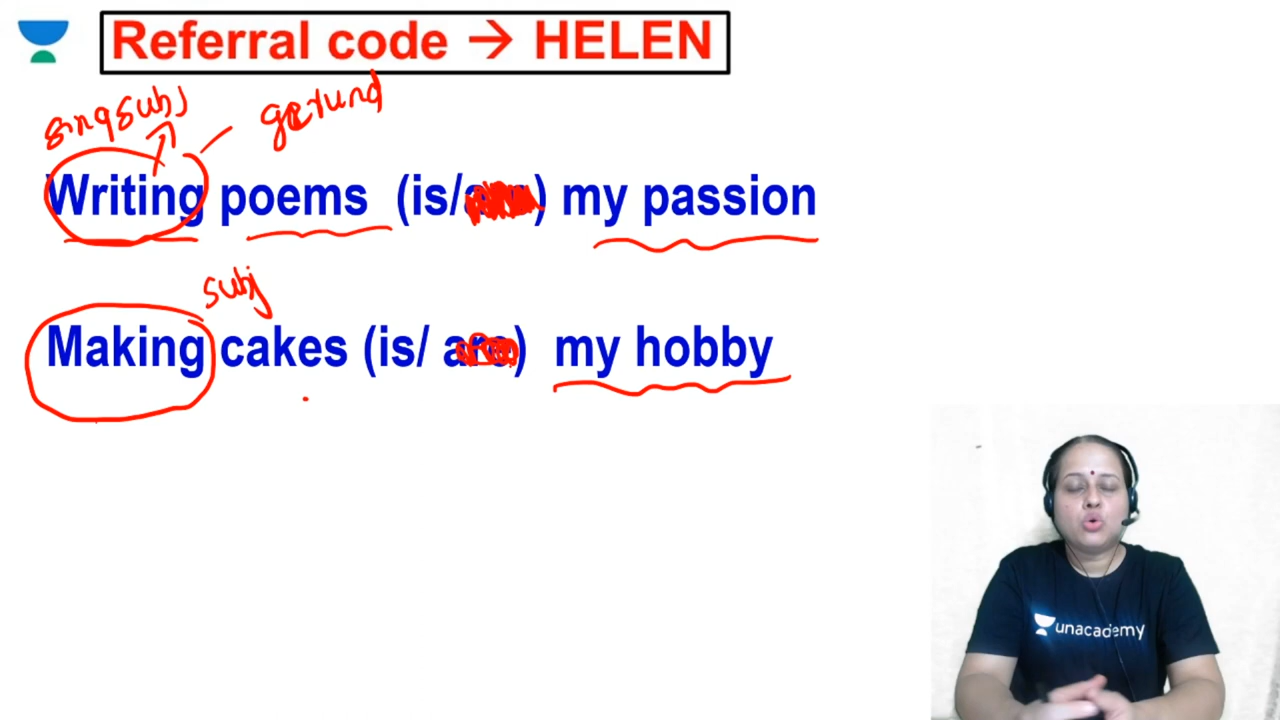 Referral code → HELEN
sing subj
gerund
Writing poems (is/are) my passion
subj
Making cakes (is/ are) my hobby
unacademy